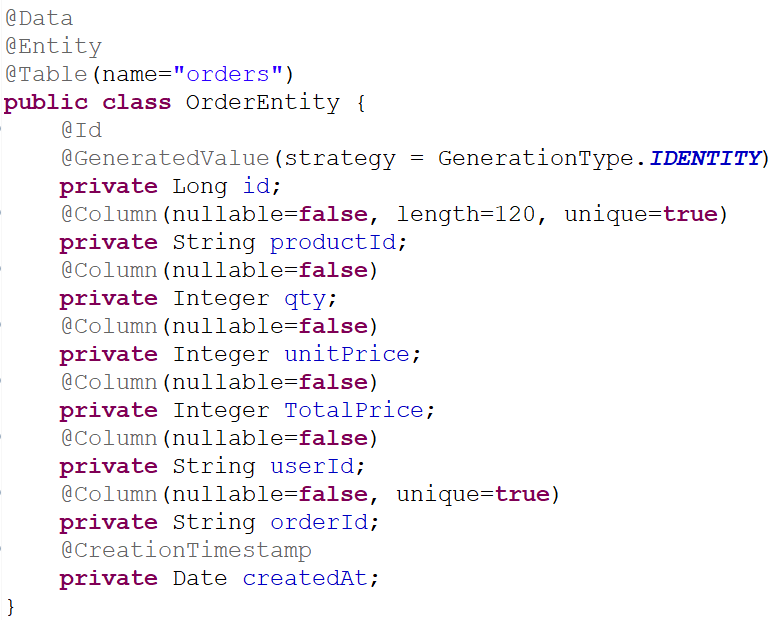 @Data
@Entity
@Table(name="orders")
public class OrderEntity {
    @Id
    @GeneratedValue(strategy = GenerationType.IDENTITY)
    private Long id;
    @Column(nullable=false, length=120, unique=true)
    private String productId;
    @Column(nullable=false)
    private Integer qty;
    @Column(nullable=false)
    private Integer unitPrice;
    @Column(nullable=false)
    private Integer TotalPrice;
    @Column(nullable=false)
    private String userId;
    @Column(nullable=false, unique=true)
    private String orderId;
    @CreationTimestamp
    private Date createdAt;
}